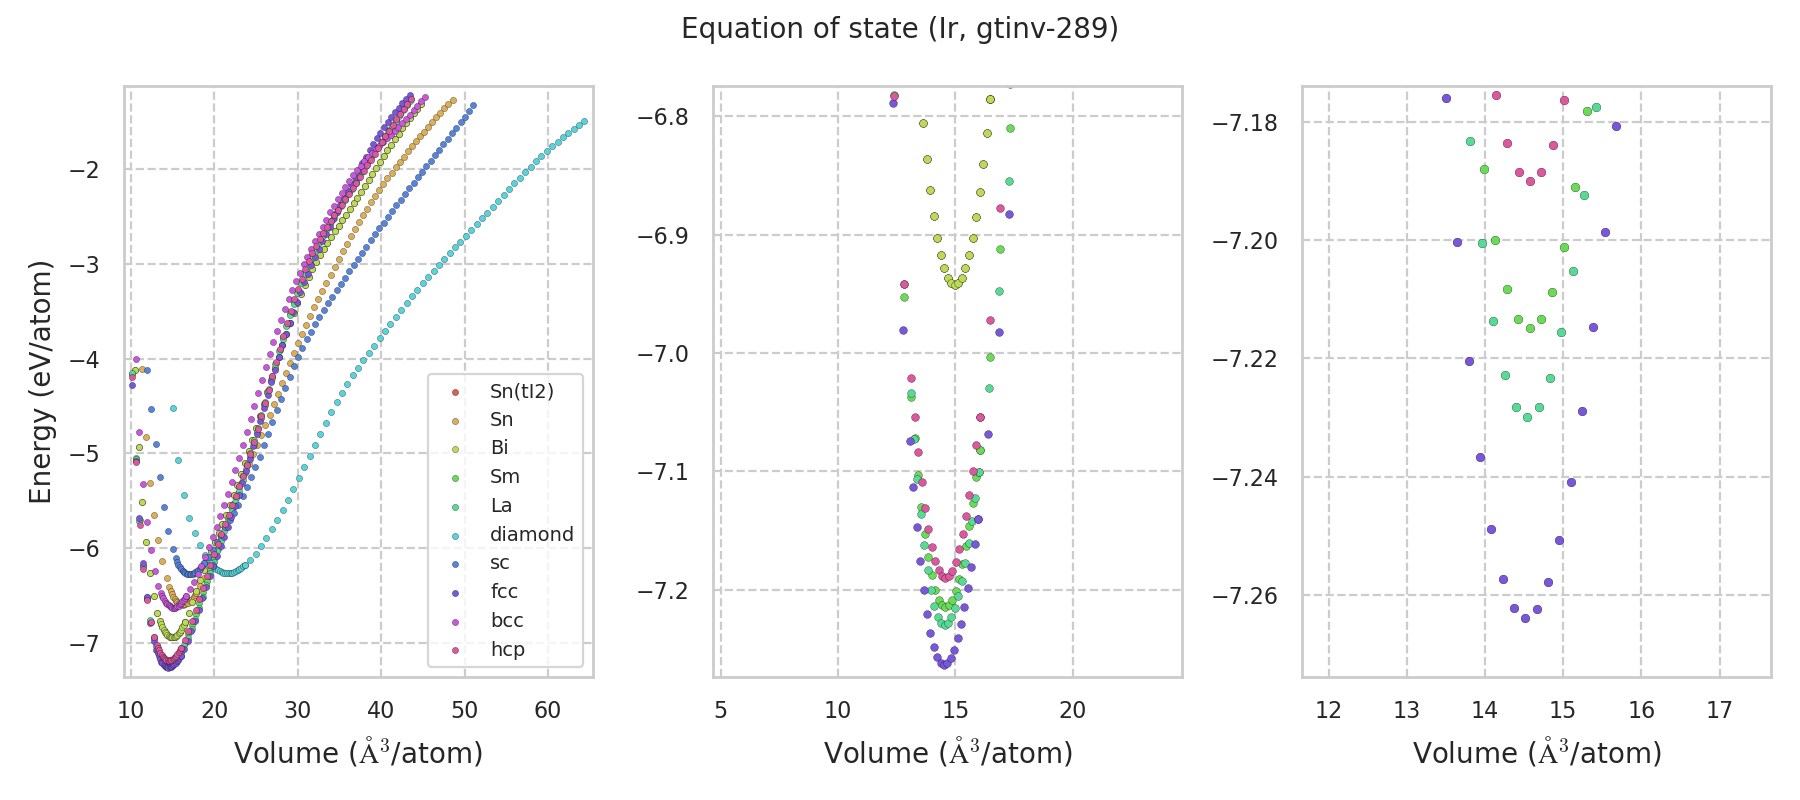 Equation of state (Ir, gtinv-289)
Energy (eV/atom)
−2
−3
−4
−5
−6
−7
10 20 30 40 50 60
Volume (Å³/atom)
Sn(tI2)
Sn
Bi
Sm
La
diamond
sc
fcc
bcc
hcp
−6.8
−6.9
−7.0
−7.1
−7.2
5 10 15 20
Volume (Å³/atom)
−7.18
−7.20
−7.22
−7.24
−7.26
12 13 14 15 16 17
Volume (Å³/atom)